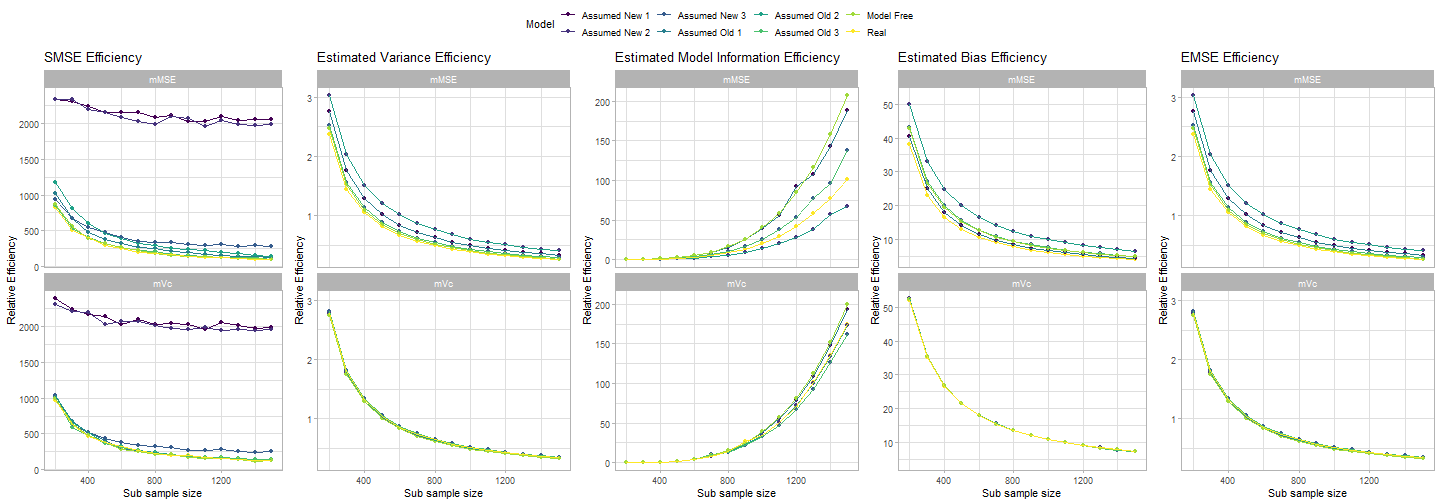 Model
Assumed New 1 Assumed New 3 Assumed Old 2 Model Free
Assumed New 2 Assumed Old 1 Assumed Old 3 Real
SMSE Efficiency
mMSE
2000
1500
1000
500
0
mVc
2000
1500
1000
500
0
400 800 1200
Relative Efficiency
Sub sample size
Estimated Variance Efficiency
mMSE
3
2
1
mVc
3
2
1
400 800 1200
Relative Efficiency
Sub sample size
Estimated Model Information Efficiency
mMSE
200
150
100
50
0
mVc
200
150
100
50
0
400 800 1200
Relative Efficiency
Sub sample size
Estimated Bias Efficiency
mMSE
50
40
30
20
10
mVc
50
40
30
20
10
400 800 1200
Relative Efficiency
Sub sample size
EMSE Efficiency
mMSE
3
2
1
mVc
3
2
1
400 800 1200
Relative Efficiency
Sub sample size